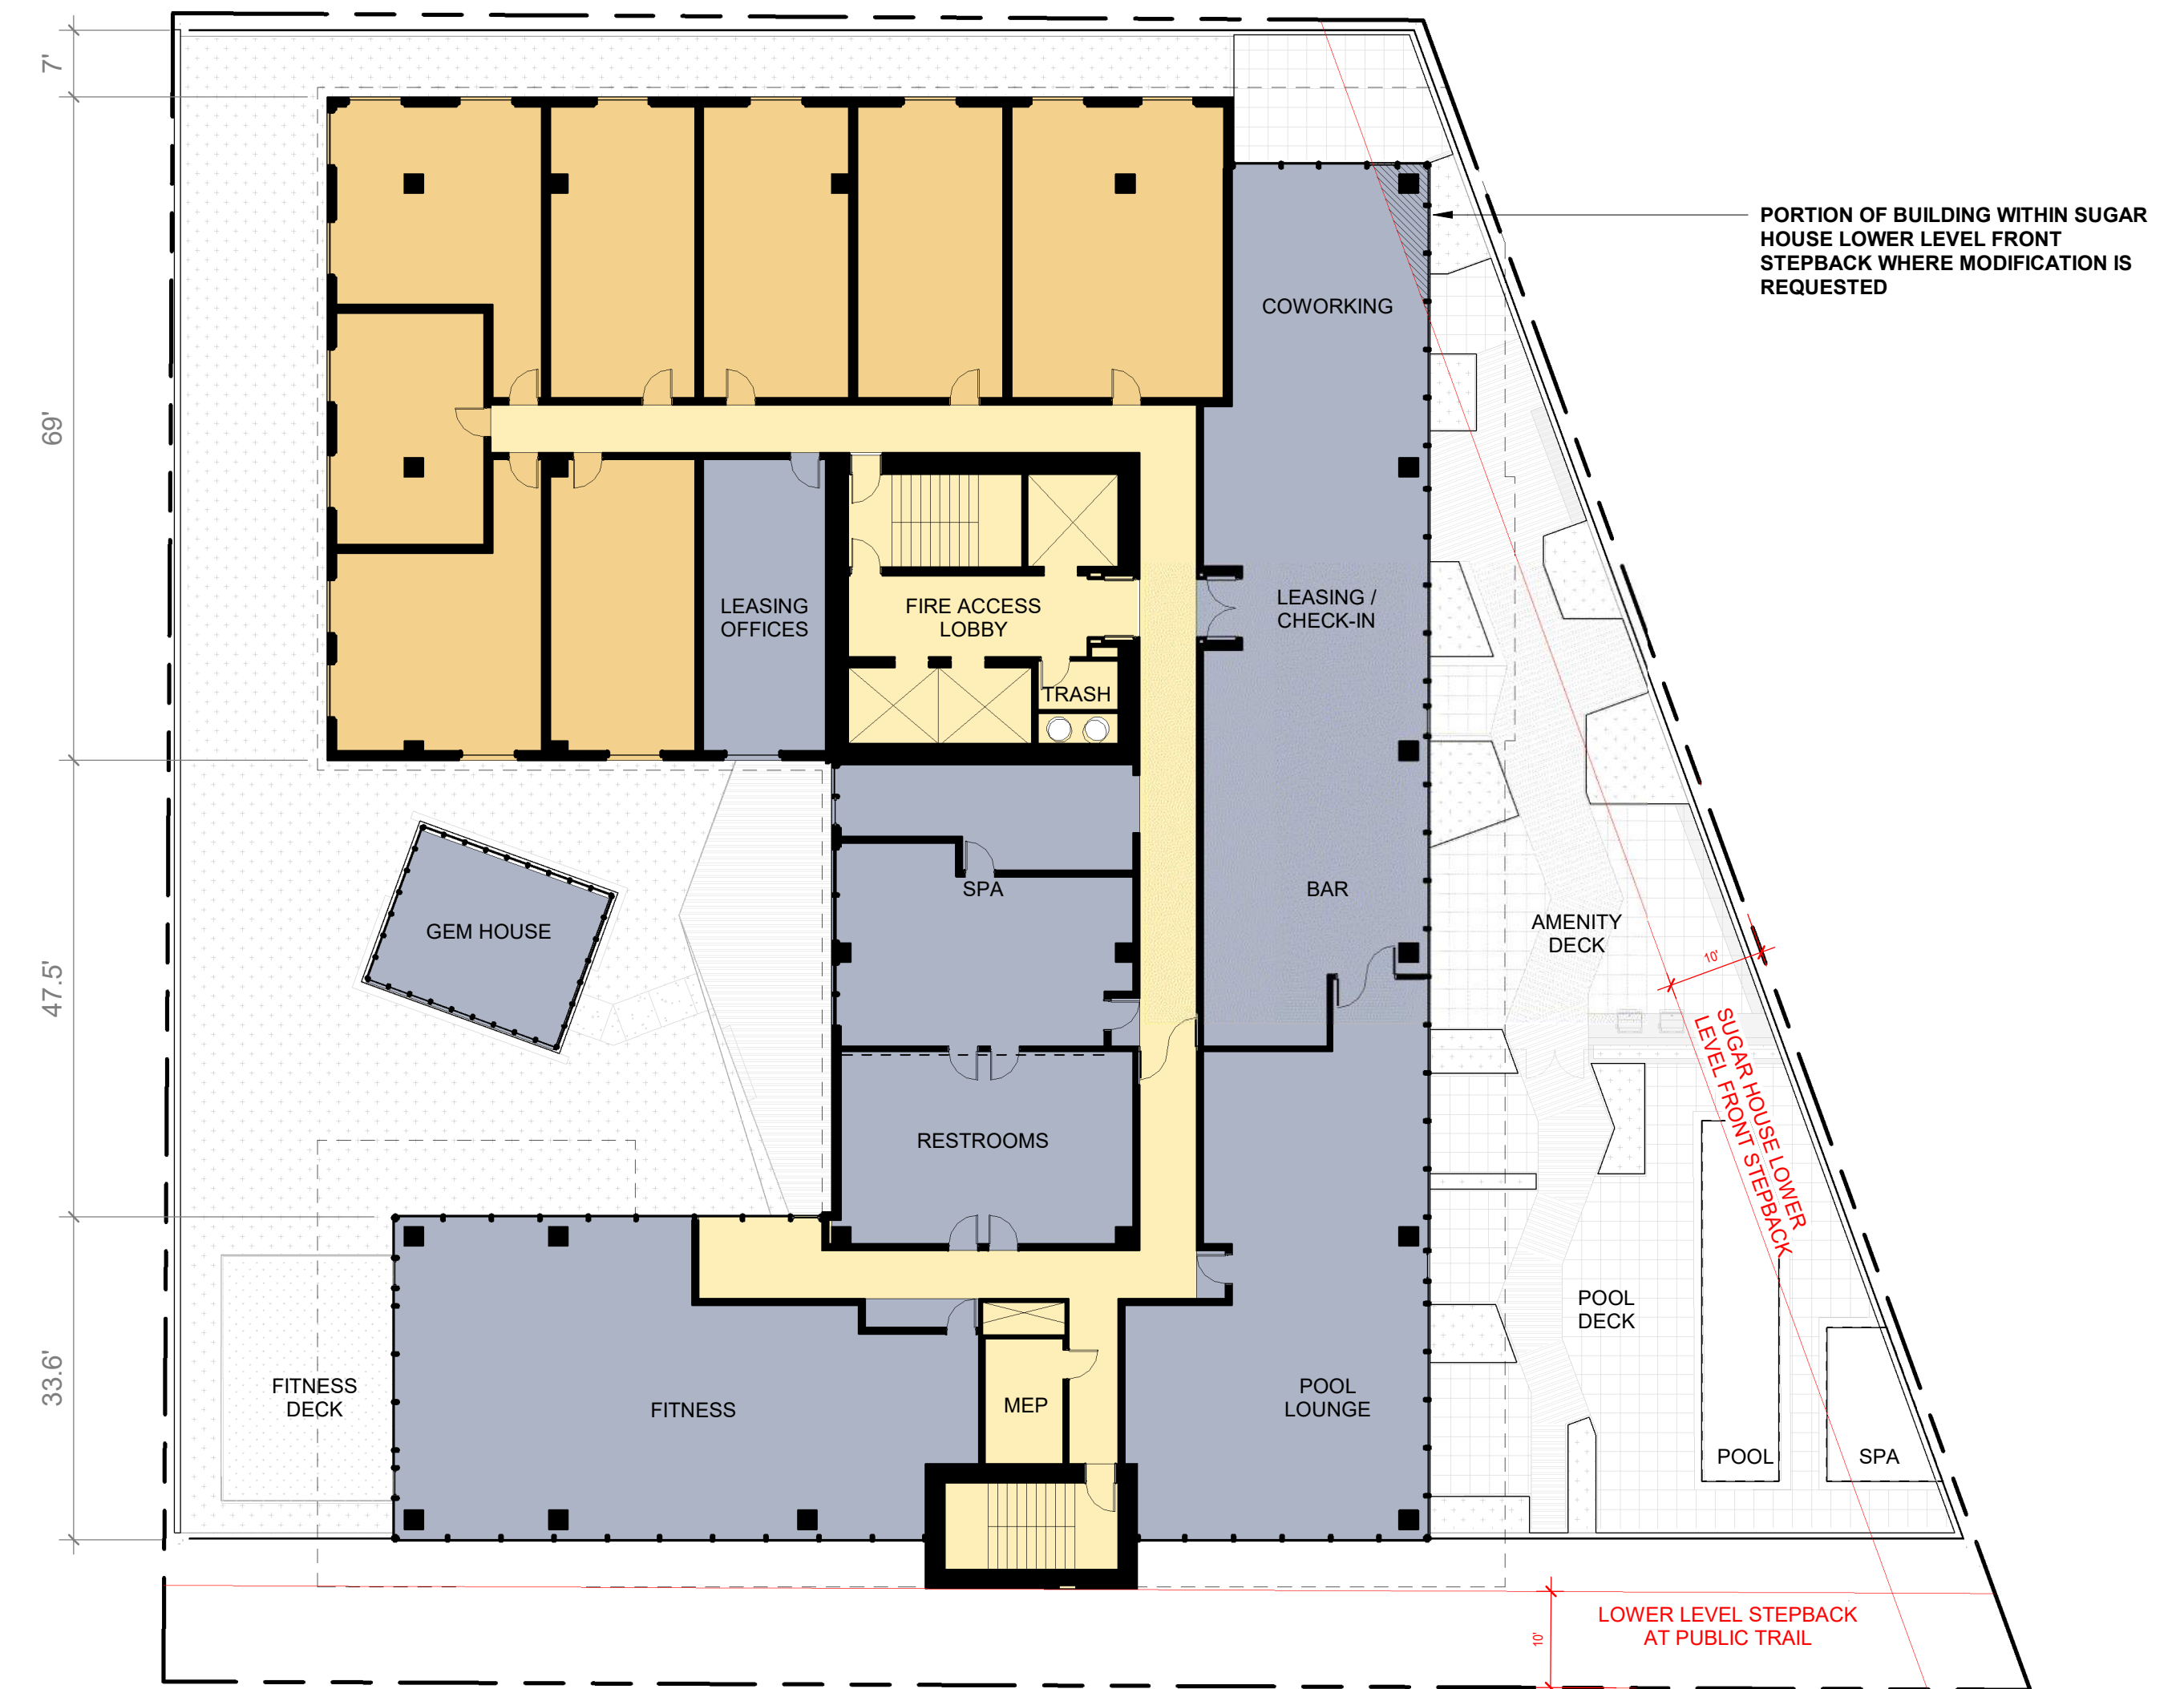 7'
PORTION OF BUILDING WITHIN SUGAR
HOUSE LOWER LEVEL FRONT
STEPBACK WHERE MODIFICATION IS
REQUESTED
COWORKING
69'
LEASING
OFFICES
FIRE ACCESS
LOBBY
LEASING /
CHECK-IN
TRASH
SPA
BAR
GEM HOUSE
AMENITY
DECK
10'
47.5'
SUGAR HOUSE LOWER
LEVEL FRONT STEPBACK
RESTROOMS
POOL
DECK
33.6'
FITNESS
DECK
FITNESS
MEP
POOL
LOUNGE
POOL
SPA
LOWER LEVEL STEPBACK
AT PUBLIC TRAIL
10'